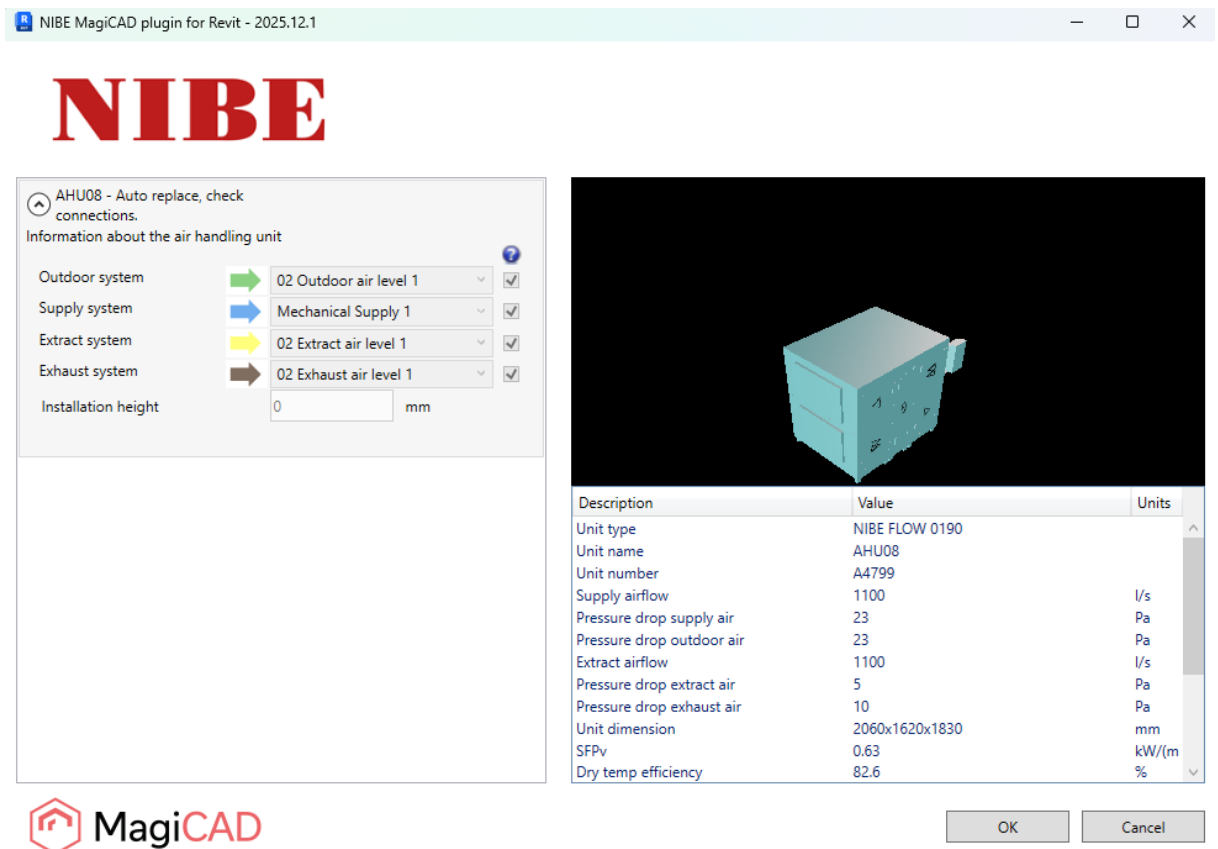 NIBE MagiCAD plugin for Revit - 2025.12.1
NIBE
AHU08 - Auto replace, check
connections.
Information about the air handling unit
?
Outdoor system 02 Outdoor air level 1
Supply system Mechanical Supply 1
Extract system 02 Extract air level 1
Exhaust system 02 Exhaust air level 1
Installation height 0 mm
Description Value Units
Unit type NIBE FLOW 0190
Unit name AHU08
Unit number A4799
Supply airflow 1100 l/s
Pressure drop supply air 23 Pa
Pressure drop outdoor air 23 Pa
Extract airflow 1100 l/s
Pressure drop extract air 5 Pa
Pressure drop exhaust air 10 Pa
Unit dimension 2060x1620x1830 mm
SFPv 0.63 kW/(m
Dry temp efficiency 82.6 %
MagiCAD
OK Cancel